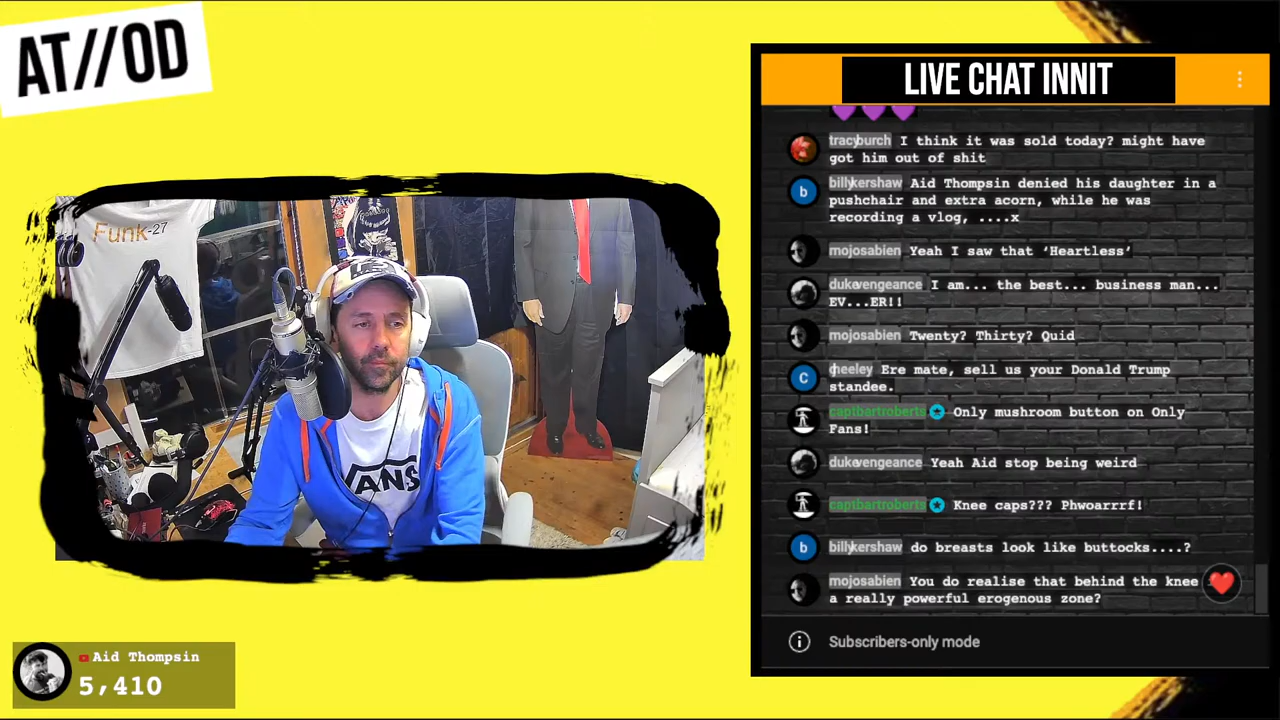 AT//OD
LIVE CHAT INNIT
tracyburch I think it was sold today? might have
got him out of shit
billykershaw Aid Thompsin denied his daughter in a
pushchair and extra acorn, while he was
recording a vlog, ....x
mojosabien Yeah I saw that ‘Heartless’
dukevengeance I am... the best... business man...
EV...ER!!
mojosabien Twenty? Thirty? Quid
cheeley Ere mate, sell us your Donald Trump
standee.
captbartroberts Only mushroom button on Only
Fans!
dukevengeance Yeah Aid stop being weird
captbartroberts Knee caps??? Phwoarrrf!
billykershaw do breasts look like buttocks....?
mojosabien You do realise that behind the knee
a really powerful erogenous zone?
Subscribers-only mode
Funk-27
VANS
Aid Thompsin
5,410